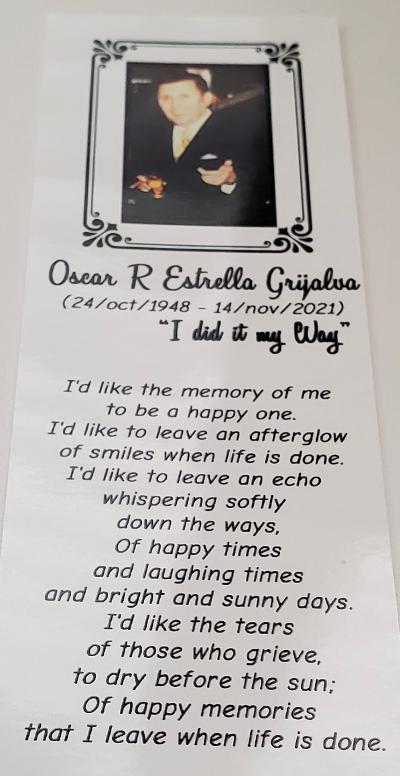 Oscar R Estrella Grijalva
(24/oct/1948 - 14/nov/2021)
"I did it my Way"
I'd like the memory of me
to be a happy one.
I'd like to leave an afterglow
of smiles when life is done.
I'd like to leave an echo
whispering softly
down the ways,
Of happy times
and laughing times
and bright and sunny days.
I'd like the tears
of those who grieve,
to dry before the sun;
Of happy memories
that I leave when life is done.